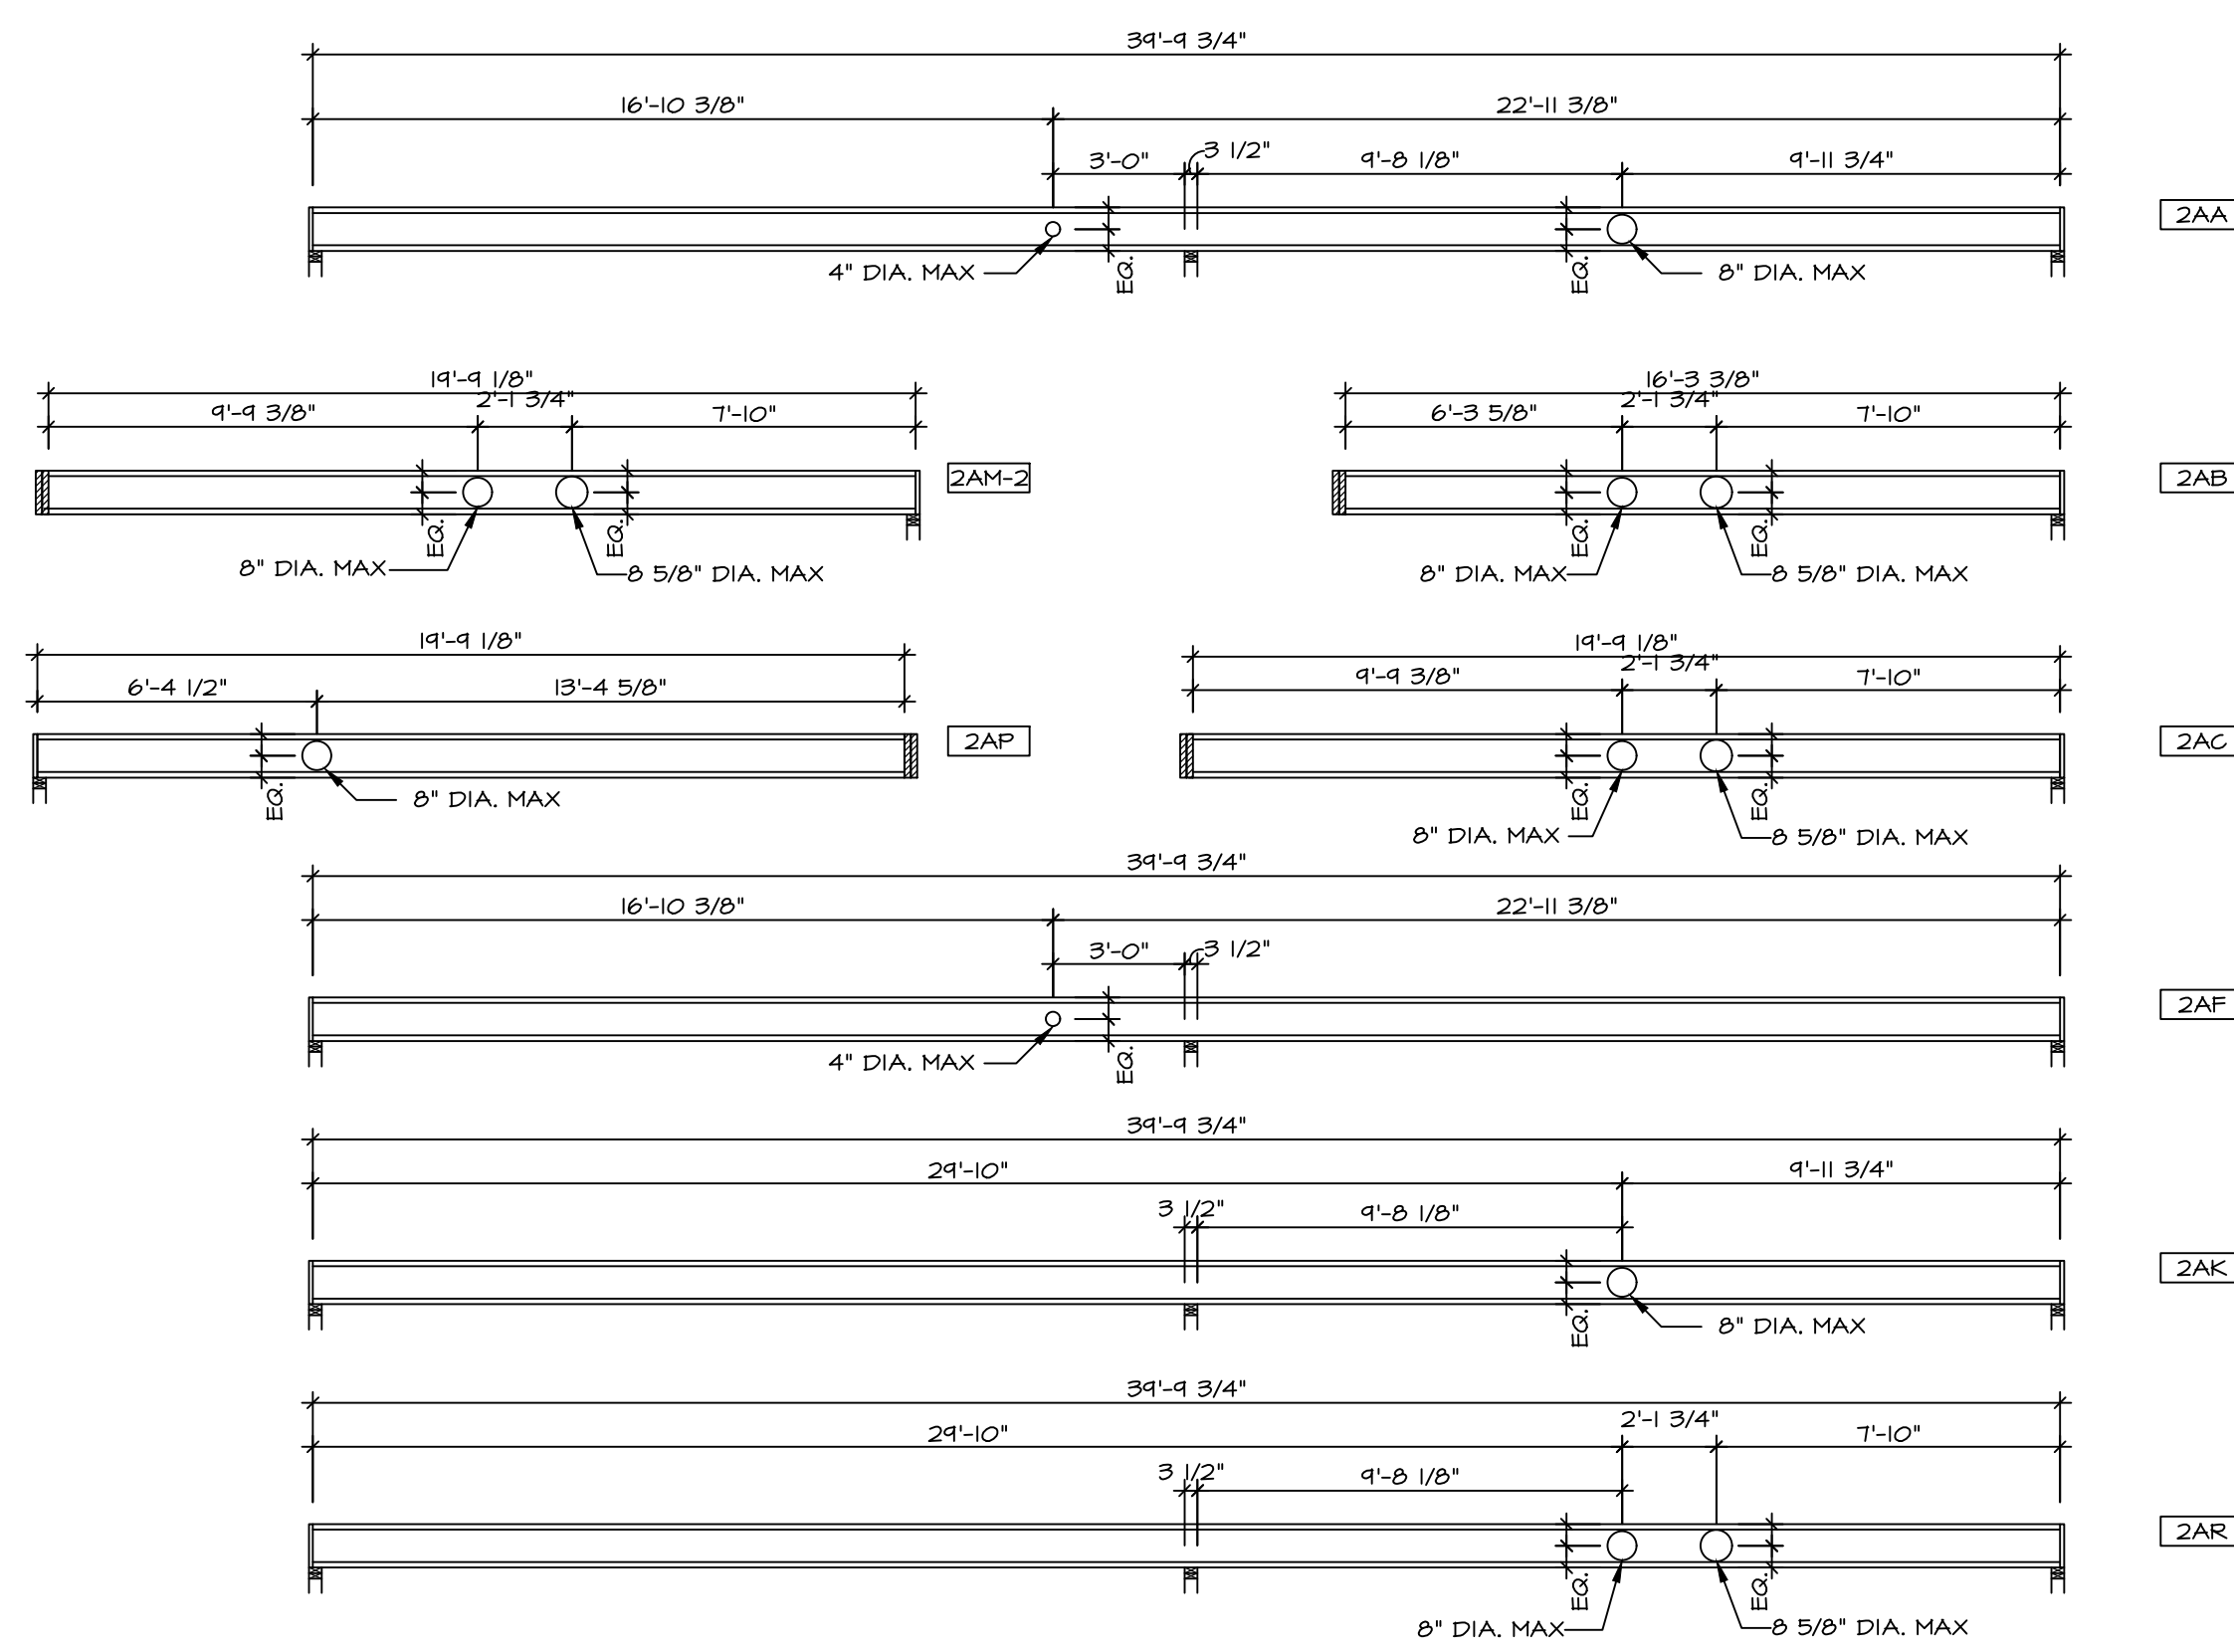 39'-9 3/4"
16'-10 3/8" 22'-11 3/8"
3'-0" 3 1/2" 9'-8 1/8" 9'-11 3/4"
2AA
4" DIA. MAX EQ. EQ. 8" DIA. MAX
19'-9 1/8"
9'-9 3/8" 2'-1 3/4" 7'-10"
2AM-2
EQ. EQ.
8" DIA. MAX 8 5/8" DIA. MAX
16'-3 3/8"
6'-3 5/8" 2'-1 3/4" 7'-10"
2AB
EQ. EQ.
8" DIA. MAX 8 5/8" DIA. MAX
19'-9 1/8"
6'-4 1/2" 13'-4 5/8"
2AP
EQ. 8" DIA. MAX
19'-9 1/8"
9'-9 3/8" 2'-1 3/4" 7'-10"
2AC
EQ. EQ.
8" DIA. MAX 8 5/8" DIA. MAX
39'-9 3/4"
16'-10 3/8" 22'-11 3/8"
3'-0" 3 1/2"
2AF
4" DIA. MAX EQ.
39'-9 3/4"
29'-10" 9'-11 3/4"
3 1/2" 9'-8 1/8"
2AK
EQ. 8" DIA. MAX
39'-9 3/4"
29'-10" 2'-1 3/4" 7'-10"
3 1/2" 9'-8 1/8"
2AR
EQ. EQ.
8" DIA. MAX 8 5/8" DIA. MAX